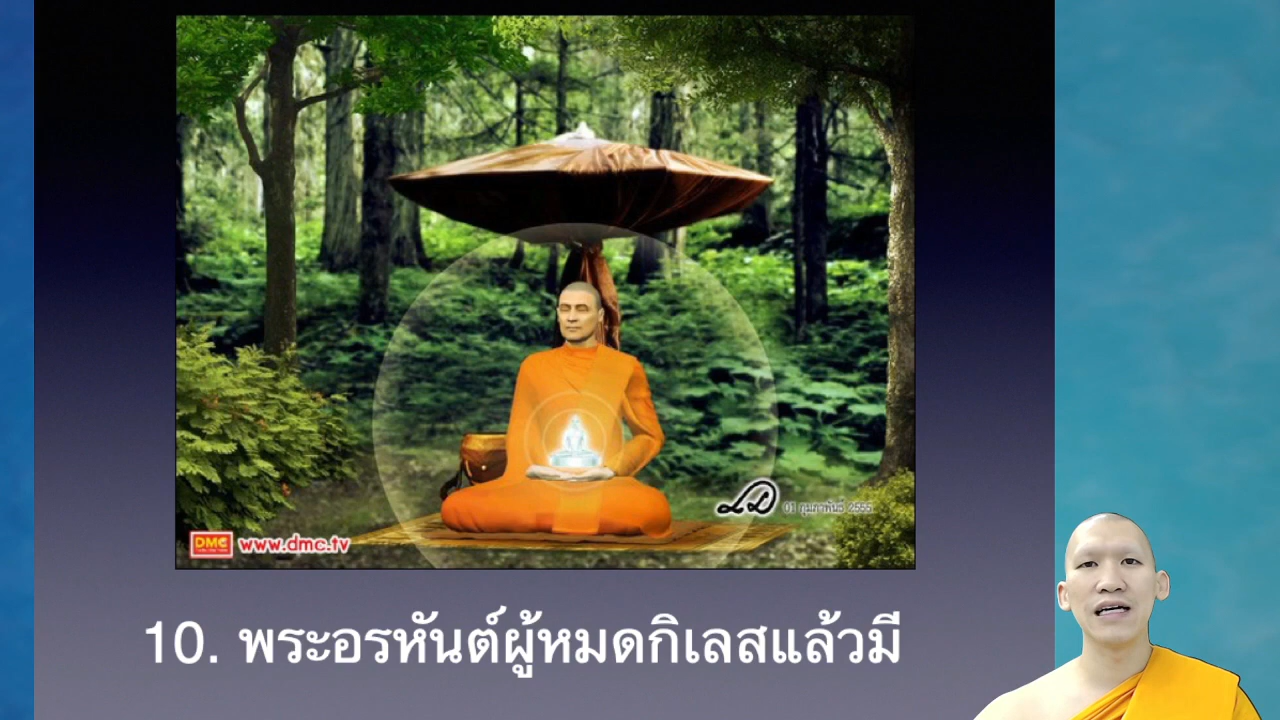 01 กุมภาพันธ์ 2555
DMC www.dmc.tv
10. พระอรหันต์ผู้หมดกิเลสแล้วมี